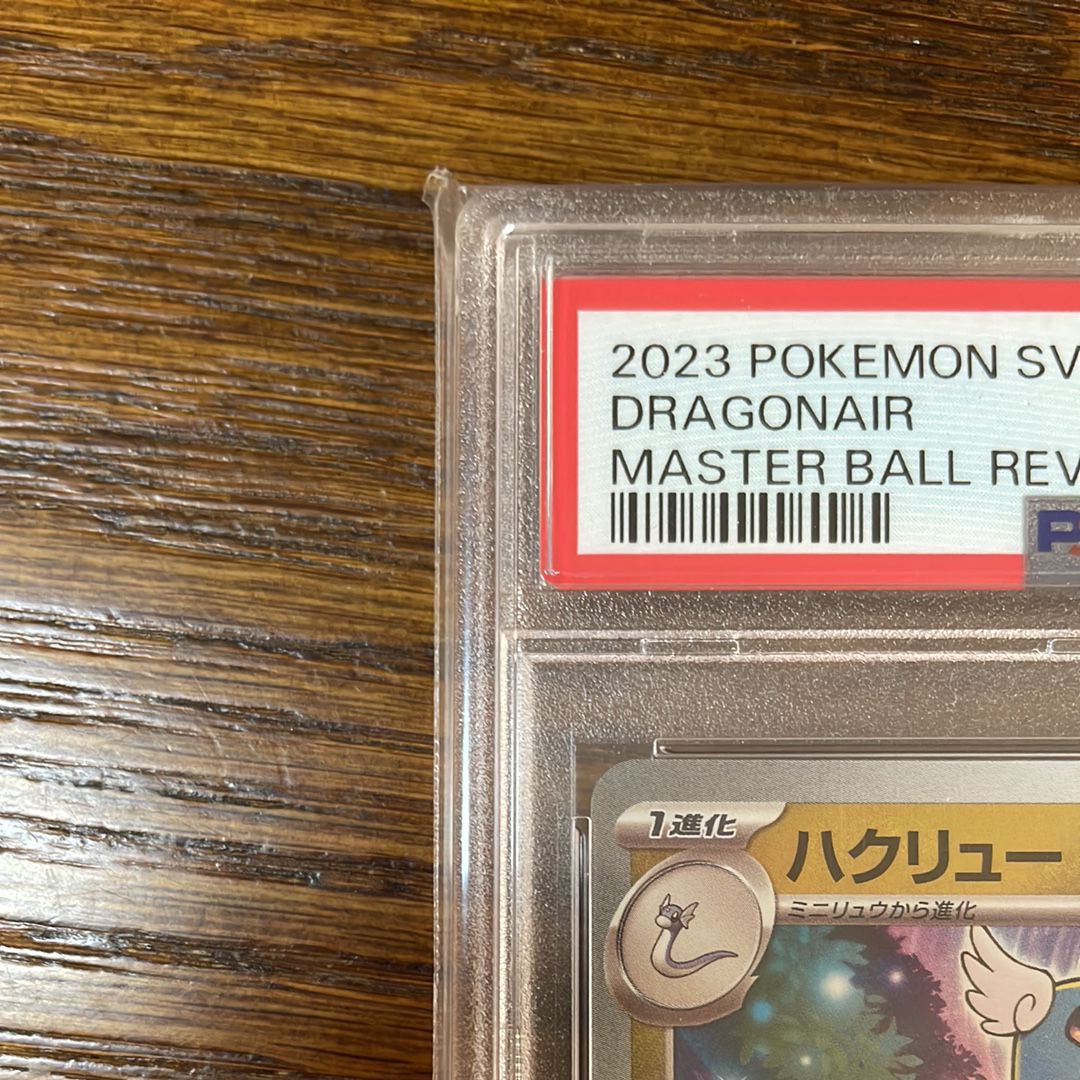 2023 POKEMON SV
DRAGONAIR
MASTER BALL REV
1進化
ハクリュー
ミニリュウから進化